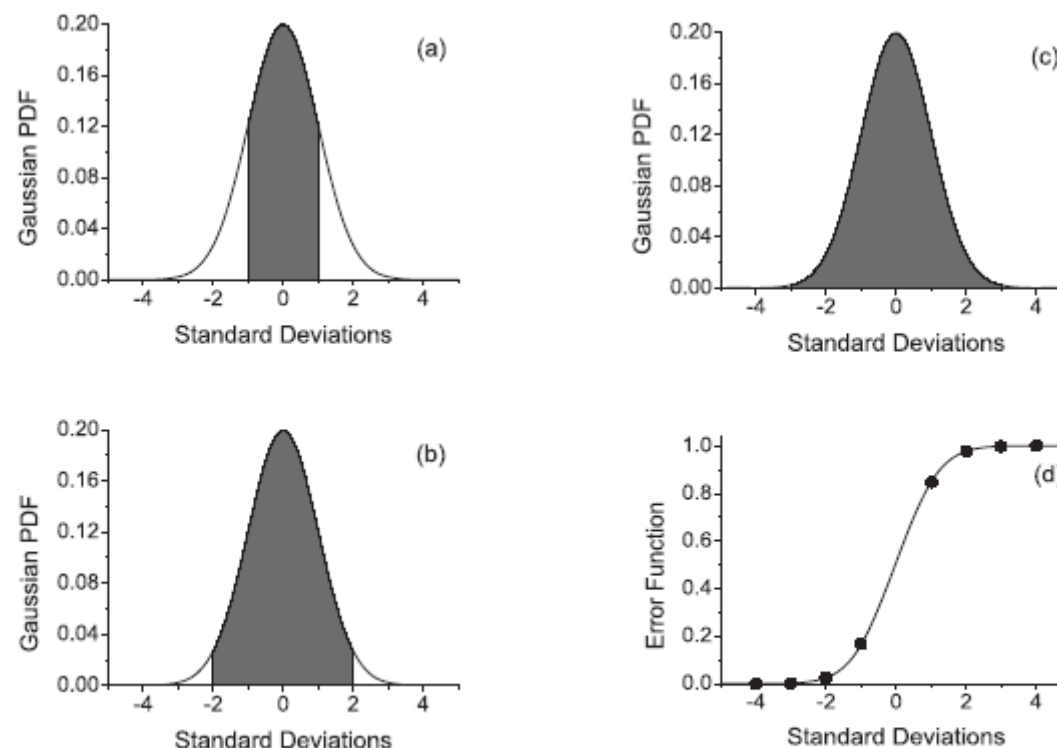 0.20
0.16
0.12
0.08
0.04
0.00
Gaussian PDF
(a)
-4 -2 0 2 4
Standard Deviations
0.20
0.16
0.12
0.08
0.04
0.00
Gaussian PDF
(c)
-4 -2 0 2 4
Standard Deviations
0.20
0.16
0.12
0.08
0.04
0.00
Gaussian PDF
(b)
-4 -2 0 2 4
Standard Deviations
1.0
0.8
0.6
0.4
0.2
0.0
Error Function
(d)
-4 -2 0 2 4
Standard Deviations